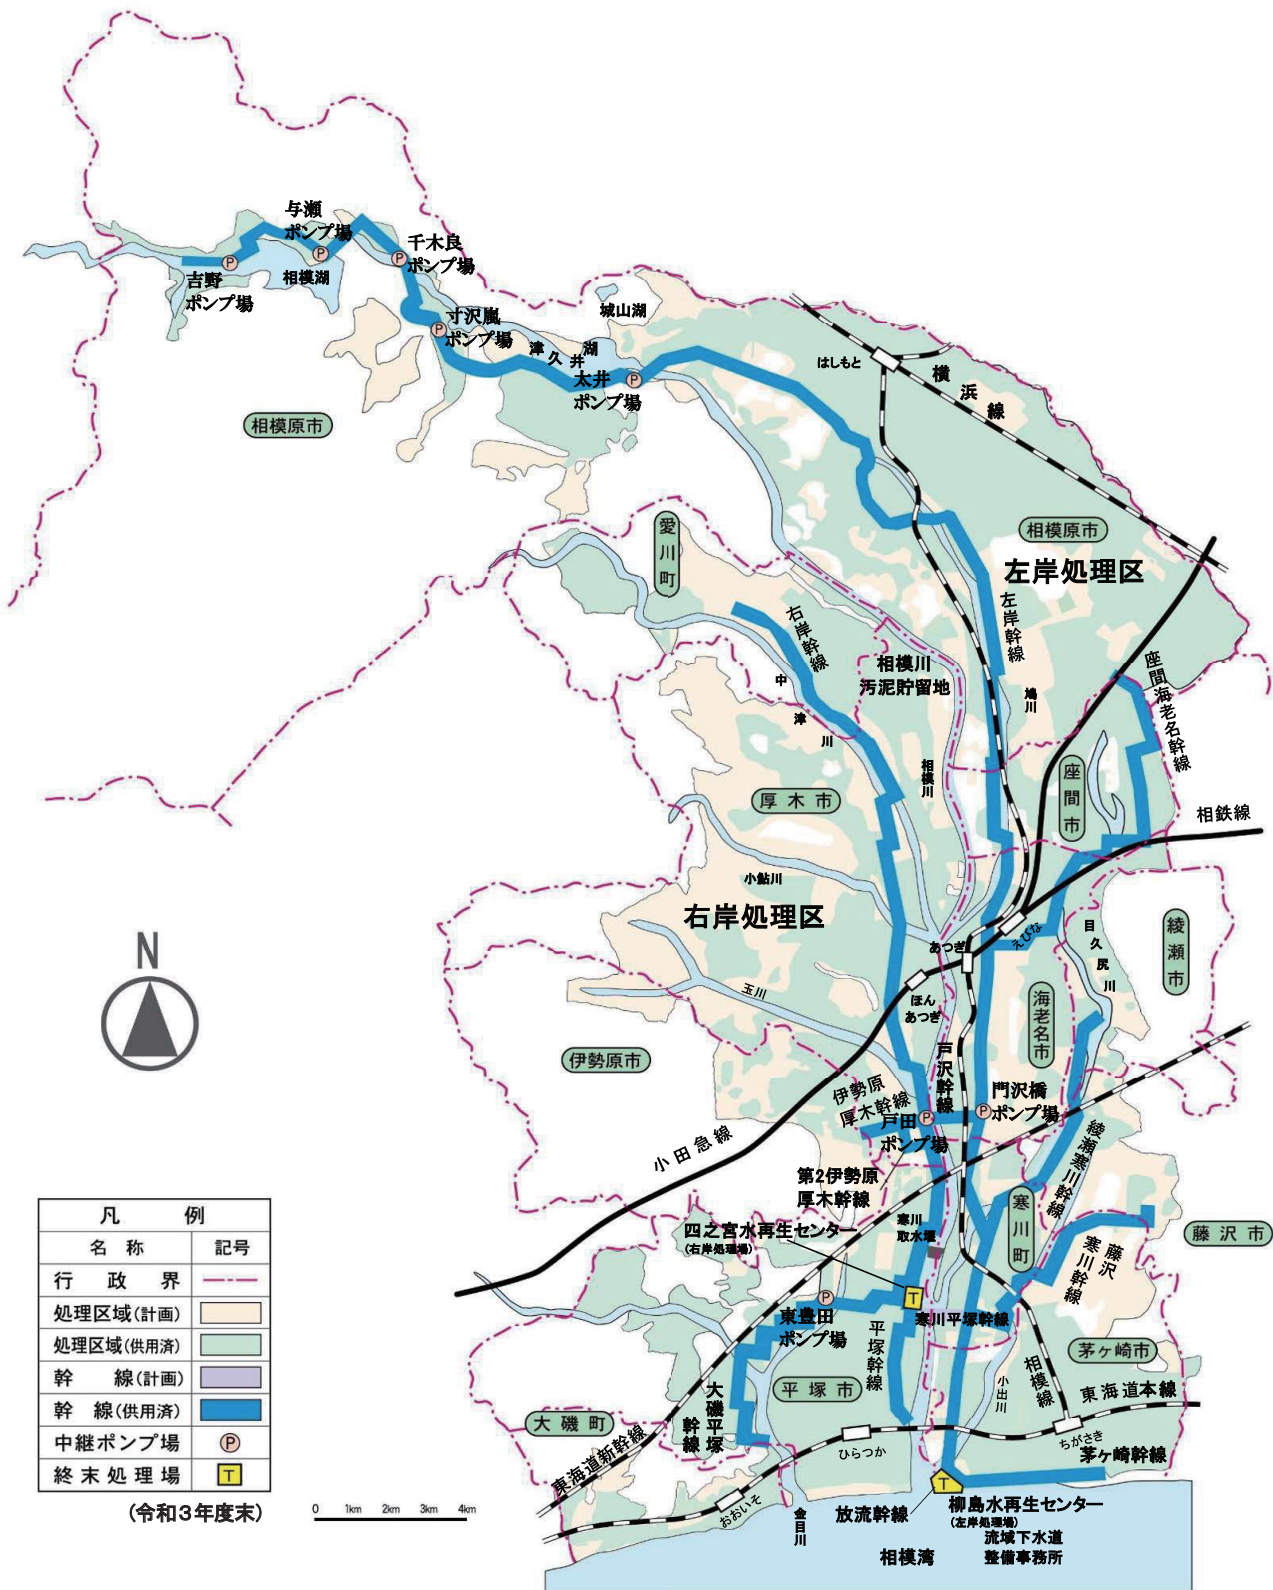 与瀬
ポンプ場
千木良
ポンプ場
吉野
ポンプ場
相模湖
寸沢嵐
ポンプ場
城山湖
津久井湖
太井
ポンプ場
はしもと
横浜線
相模原市
愛川町
相模原市
左岸処理区
右岸幹線
左岸幹線
相模川
汚泥貯留地
座間海老名幹線
中津川
鳩川
相模川
座間市
厚木市
相鉄線
小鮎川
右岸処理区
目久尻川
綾瀬市
えびな
あつぎ
N
玉川
ほん
あつぎ
海老名市
伊勢原市
戸沢幹線
伊勢原
厚木幹線
門沢橋
ポンプ場
戸田
ポンプ場
小田急線
綾瀬寒川幹線
第2伊勢原
厚木幹線
寒川町
四之宮水再生センター
(右岸処理場)
寒川
取水堰
藤沢市
藤沢
寒川幹線
P
T
東豊田
ポンプ場
寒川平塚幹線
平塚幹線
茅ヶ崎市
平塚市
大磯平塚
幹線
小出川
相模線
東海道本線
大磯町
ひらつか
ちがさき
茅ヶ崎幹線
東海道新幹線
おおいそ
金目川
放流幹線
T
柳島水再生センター
(左岸処理場)
流域下水道
整備事務所
相模湾
凡例
名称 記号
行政界
処理区域(計画)
処理区域(供用済)
幹線(計画)
幹線(供用済)
中継ポンプ場 P
終末処理場 T
(令和3年度末)
0 1km 2km 3km 4km